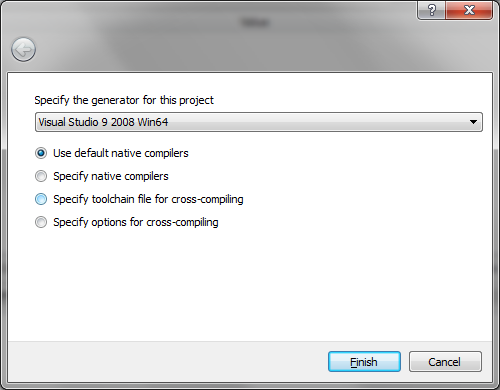 Specify the generator for this project
Visual Studio 9 2008 Win64
Use default native compilers
Specify native compilers
Specify toolchain file for cross-compiling
Specify options for cross-compiling
Finish
Cancel